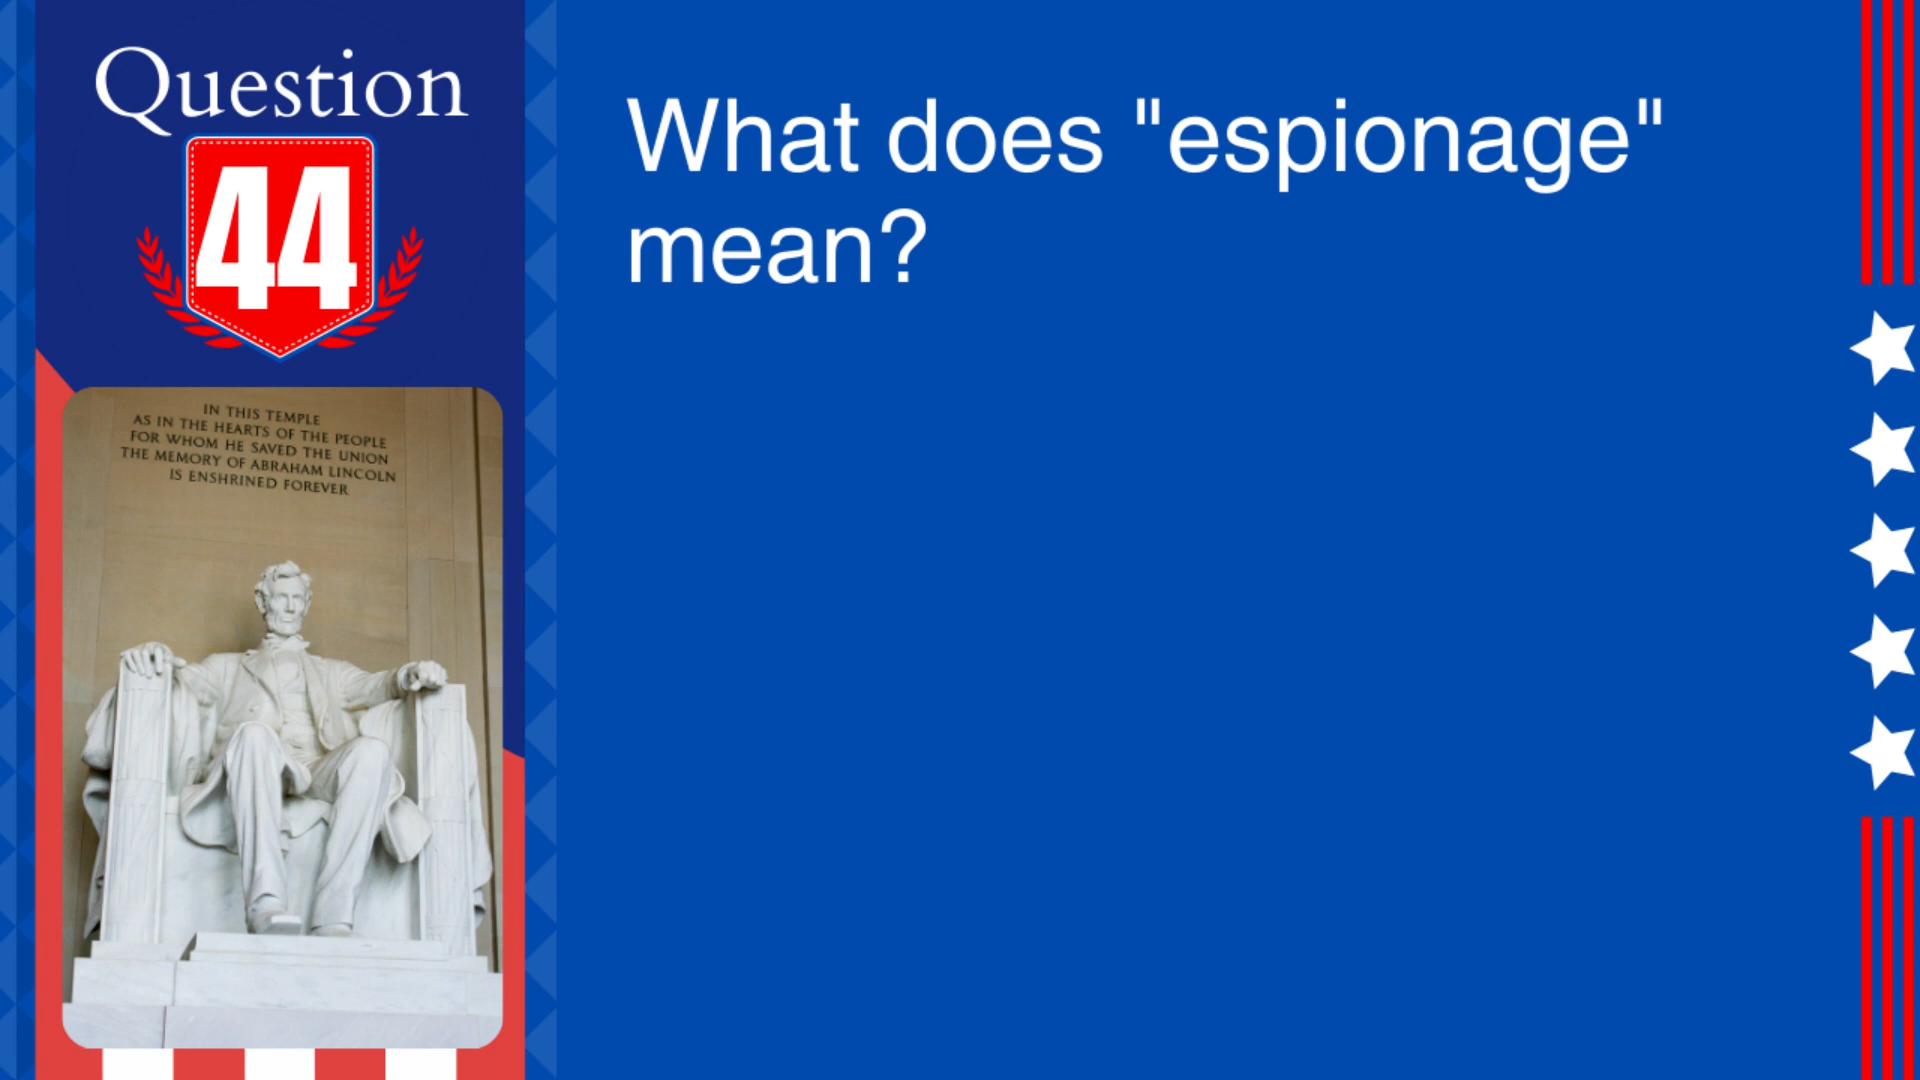 Question
44
What does "espionage"
mean?
IN THIS TEMPLE
AS IN THE HEARTS OF THE PEOPLE
FOR WHOM HE SAVED THE UNION
THE MEMORY OF ABRAHAM LINCOLN
IS ENSHRINED FOREVER